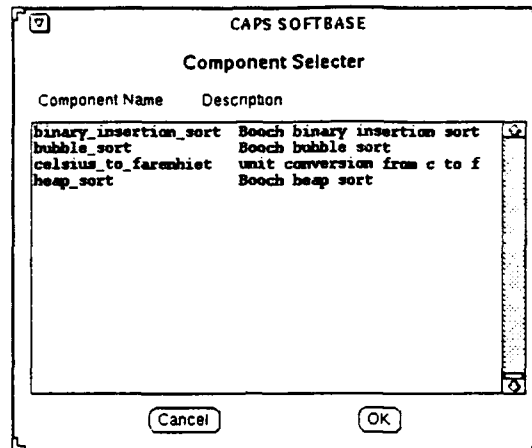 CAPS SOFTBASE
Component Selecter
Component Name Description
binary_insertion_sort Booch binary insertion sort
bubble_sort Booch bubble sort
celsius_to_farenhiet unit conversion from c to f
heap_sort Booch heap sort
Cancel OK